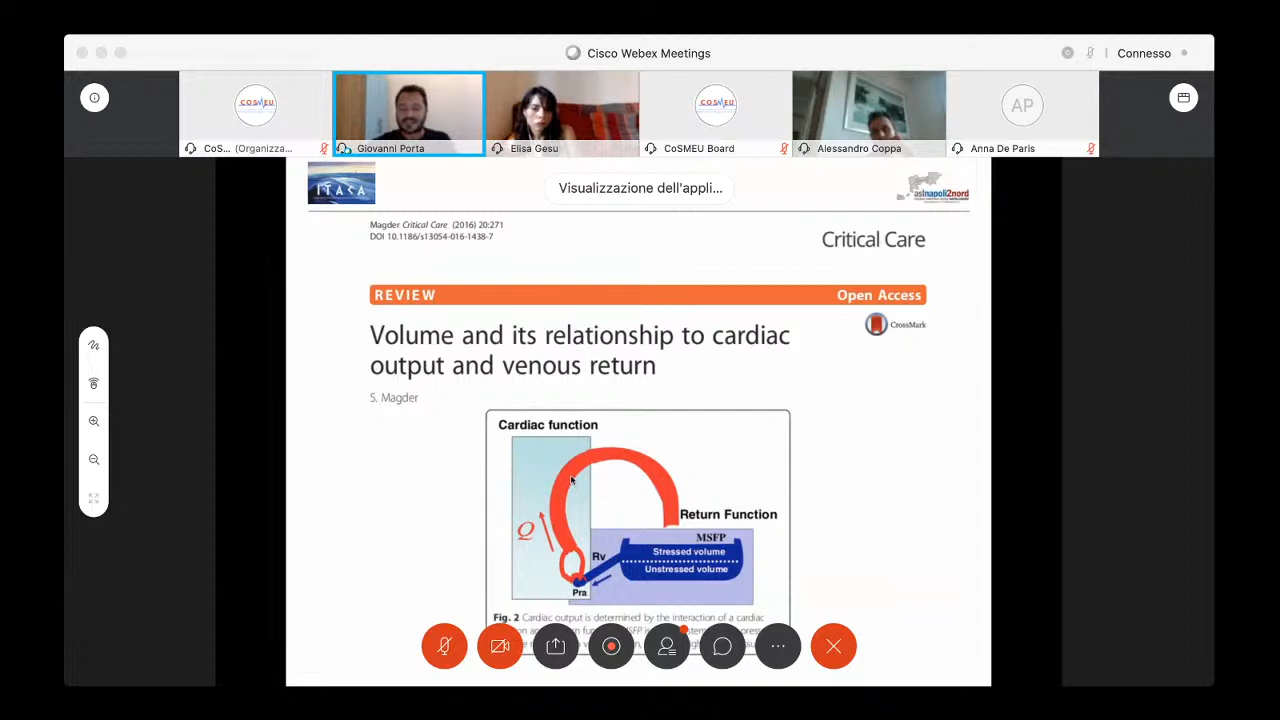 Cisco Webex Meetings
Connesso
COSMEU
CoS... (Organizza...
Giovanni Porta
Elisa Gesu
COSMEU
CoSMEU Board
Alessandro Coppa
AP
Anna De Paris
ITACA
Visualizzazione dell'appli...
aslnapoli2nord
Magder Critical Care (2016) 20:271
DOI 10.1186/s13054-016-1438-7
Critical Care
REVIEW
Open Access
CrossMark
Volume and its relationship to cardiac
output and venous return
S. Magder
Cardiac function
Return Function
Q
MSFP
Rv
Stressed volume
Unstressed volume
Pra
Fig. 2 Cardiac output is determined by the interaction of a cardiac